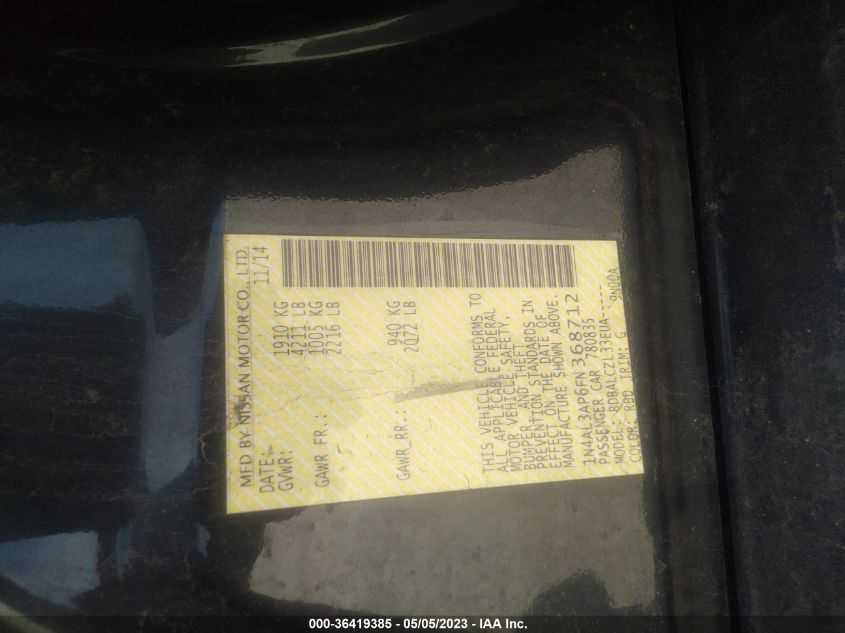 MFD BY NISSAN MOTOR CO., LTD.
DATE: 11/14
GVWR: 1910 KG
4211 LB
GAWR FR.: 1005 KG
2216 LB
GAWR RR.: 940 KG
2072 LB
THIS VEHICLE CONFORMS TO
ALL APPLICABLE FEDERAL
MOTOR VEHICLE SAFETY,
BUMPER, AND THEFT
PREVENTION STANDARDS IN
EFFECT ON THE DATE OF
MANUFACTURE SHOWN ABOVE.
1N4AL3AP6FN368712
PASSENGER CAR 780835
MODEL: BDBALCZL33EUA-----
COLOR: RBD TRIM: G 9N00A
000-36419385 - 05/05/2023 - IAA Inc.